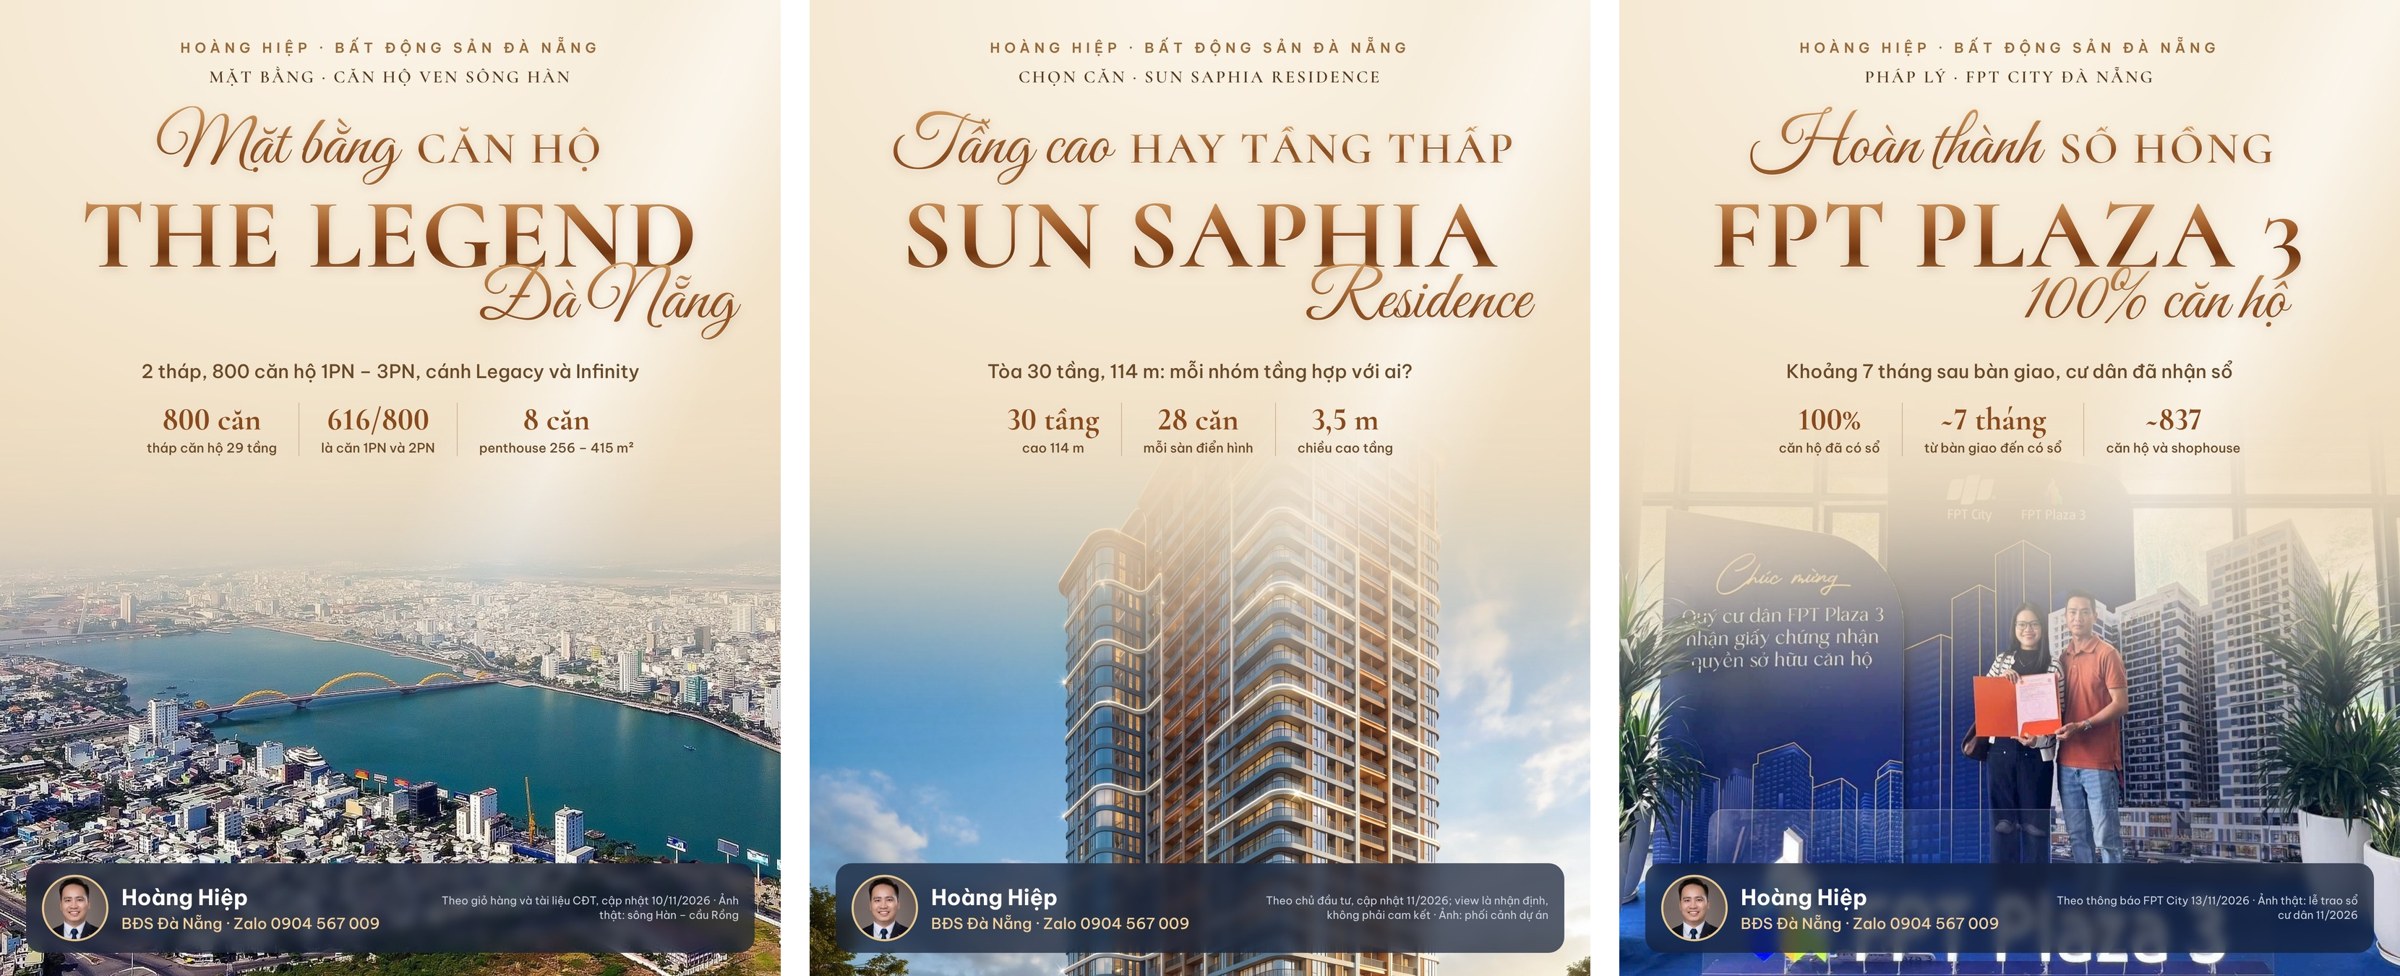 HOÀNG HIỆP · BẤT ĐỘNG SẢN ĐÀ NẴNG
MẶT BẰNG · CĂN HỘ VEN SÔNG HÀN
Mặt bằng CĂN HỘ
THE LEGEND
Đà Nẵng
2 tháp, 800 căn hộ 1PN – 3PN, cánh Legacy và Infinity
800 căn
tháp căn hộ 29 tầng
616/800
là căn 1PN và 2PN
8 căn
penthouse 256 – 415 m²
Hoàng Hiệp
BĐS Đà Nẵng · Zalo 0904 567 009
Theo giỏ hàng và tài liệu CĐT, cập nhật 10/11/2026 · Ảnh
thật: sông Hàn – cầu Rồng
HOÀNG HIỆP · BẤT ĐỘNG SẢN ĐÀ NẴNG
CHỌN CĂN · SUN SAPHIA RESIDENCE
Tầng cao HAY TẦNG THẤP
SUN SAPHIA
Residence
Tòa 30 tầng, 114 m: mỗi nhóm tầng hợp với ai?
30 tầng
cao 114 m
28 căn
mỗi sàn điển hình
3,5 m
chiều cao tầng
Hoàng Hiệp
BĐS Đà Nẵng · Zalo 0904 567 009
Theo chủ đầu tư, cập nhật 11/2026; view là nhận định,
không phải cam kết · Ảnh: phối cảnh dự án
HOÀNG HIỆP · BẤT ĐỘNG SẢN ĐÀ NẴNG
PHÁP LÝ · FPT CITY ĐÀ NẴNG
Hoàn thành SỔ HỒNG
FPT PLAZA 3
100% căn hộ
Khoảng 7 tháng sau bàn giao, cư dân đã nhận sổ
100%
căn hộ đã có sổ
~7 tháng
từ bàn giao đến có sổ
~837
căn hộ và shophouse
FPT City
FPT Plaza 3
Chúc mừng
Quý cư dân FPT Plaza 3
nhận giấy chứng nhận
quyền sở hữu căn hộ
Hoàng Hiệp
BĐS Đà Nẵng · Zalo 0904 567 009
Theo thông báo FPT City 13/11/2026 · Ảnh thật: lễ trao sổ
cư dân 11/2026
FPT Plaza 3